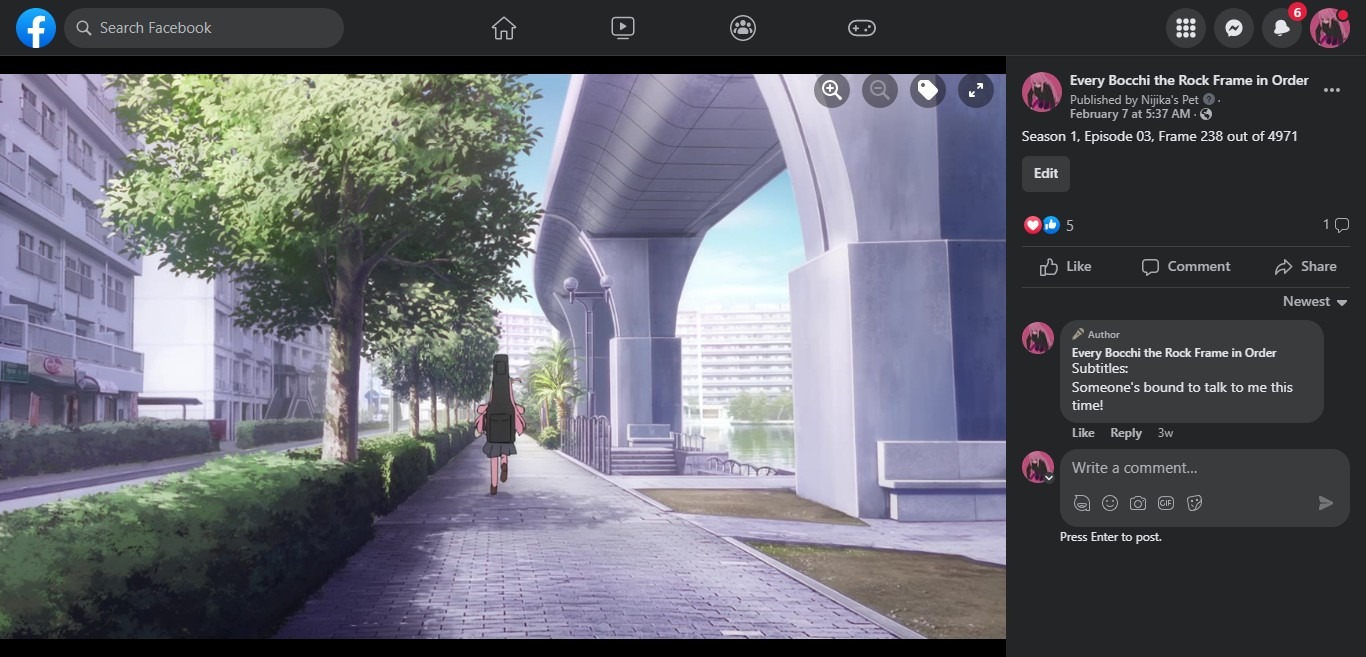 Search Facebook
6
Every Bocchi the Rock Frame in Order
Published by Nijika's Pet ? ·
February 7 at 5:37 AM ·
Season 1, Episode 03, Frame 238 out of 4971
Edit
5
1
Like
Comment
Share
Newest
Author
Every Bocchi the Rock Frame in Order
Subtitles:
Someone's bound to talk to me this
time!
Like Reply 3w
Write a comment...
GIF
Press Enter to post.